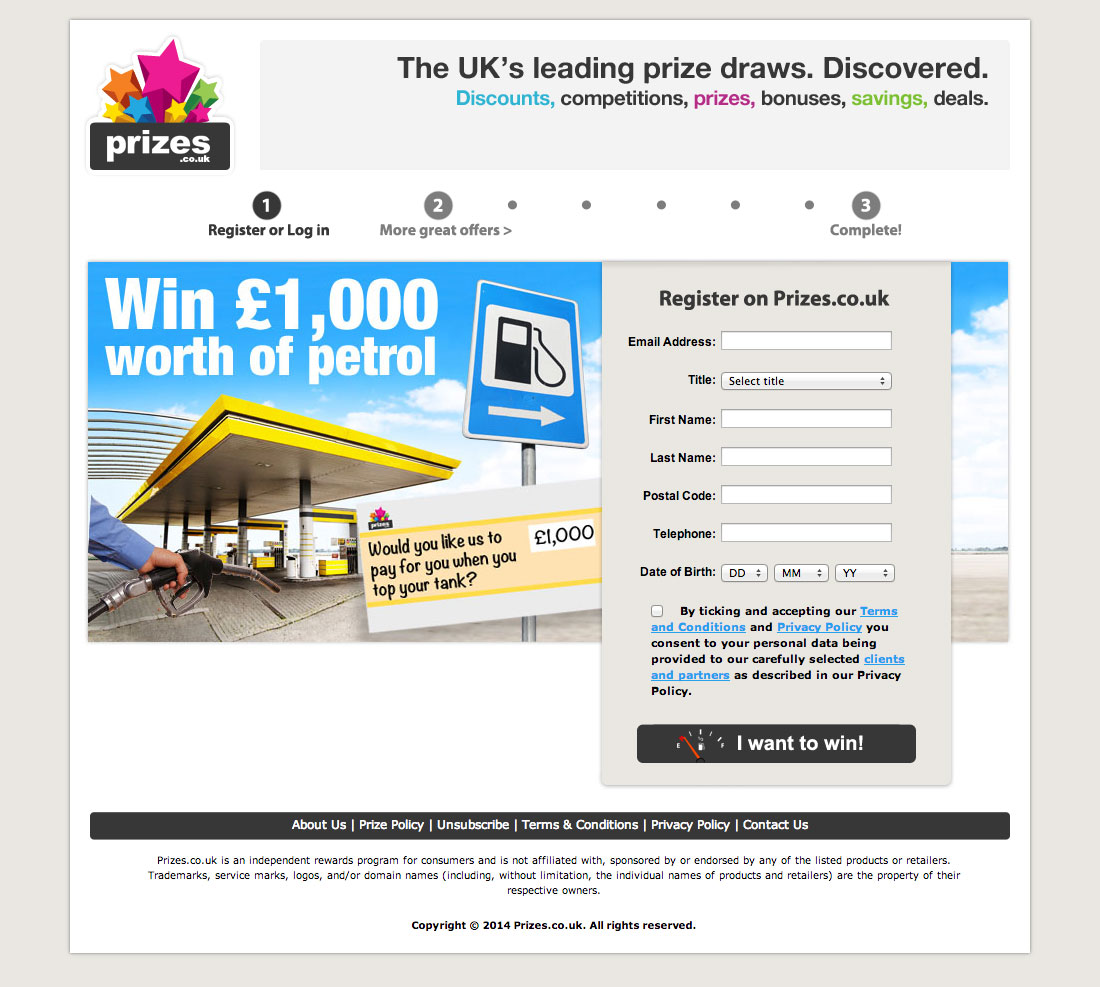 prizes
.co.uk
The UK's leading prize draws. Discovered.
Discounts, competitions, prizes, bonuses, savings, deals.
1
Register or Log in
2
More great offers >
3
Complete!
Win £1,000
worth of petrol
prizes
Would you like us to
pay for you when you
top your tank?
£1,000
Register on Prizes.co.uk
Email Address:
Title: Select title
First Name:
Last Name:
Postal Code:
Telephone:
Date of Birth: DD MM YY
By ticking and accepting our Terms
and Conditions and Privacy Policy you
consent to your personal data being
provided to our carefully selected clients
and partners as described in our Privacy
Policy.
E F I want to win!
About Us | Prize Policy | Unsubscribe | Terms & Conditions | Privacy Policy | Contact Us
Prizes.co.uk is an independent rewards program for consumers and is not affiliated with, sponsored by or endorsed by any of the listed products or retailers.
Trademarks, service marks, logos, and/or domain names (including, without limitation, the individual names of products and retailers) are the property of their
respective owners.
Copyright © 2014 Prizes.co.uk. All rights reserved.